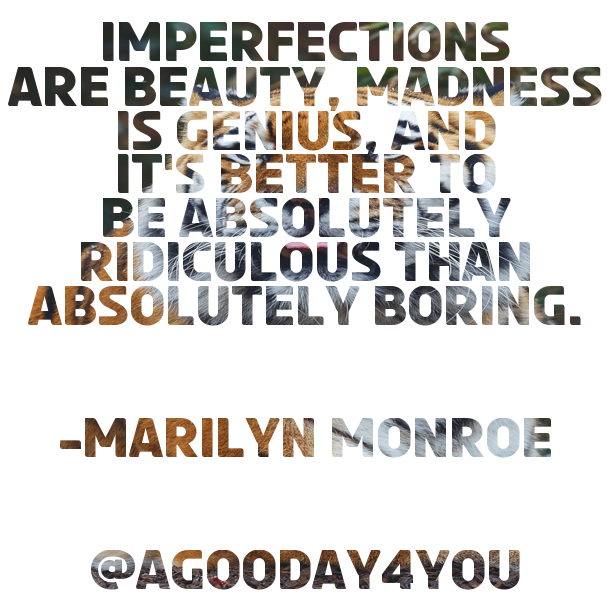 IMPERFECTIONS
ARE BEAUTY, MADNESS
IS GENIUS, AND
IT'S BETTER TO
BE ABSOLUTELY
RIDICULOUS THAN
ABSOLUTELY BORING.
-MARILYN MONROE
@AGOODAY4YOU